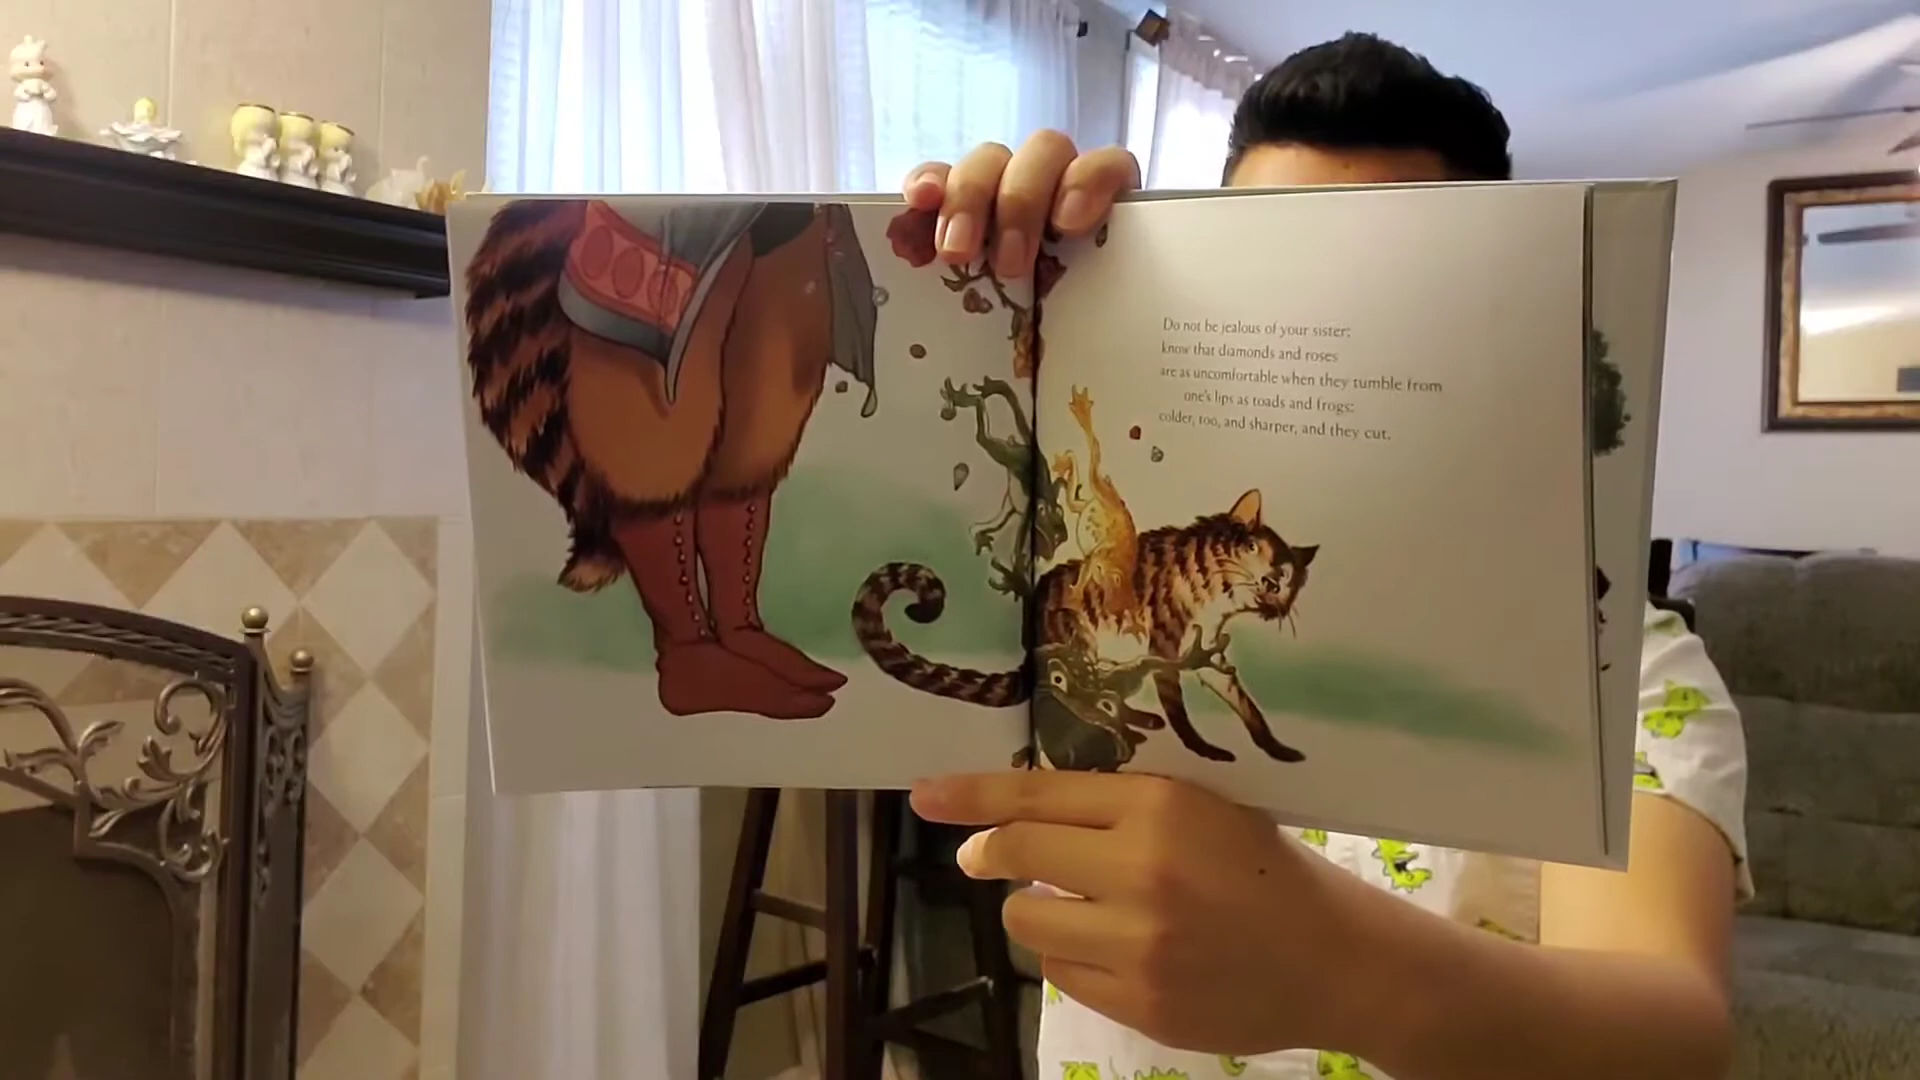 Do not be jealous of your sister;
know that diamonds and roses
are as uncomfortable when they tumble from
one's lips as toads and frogs:
colder, too, and sharper, and they cut.